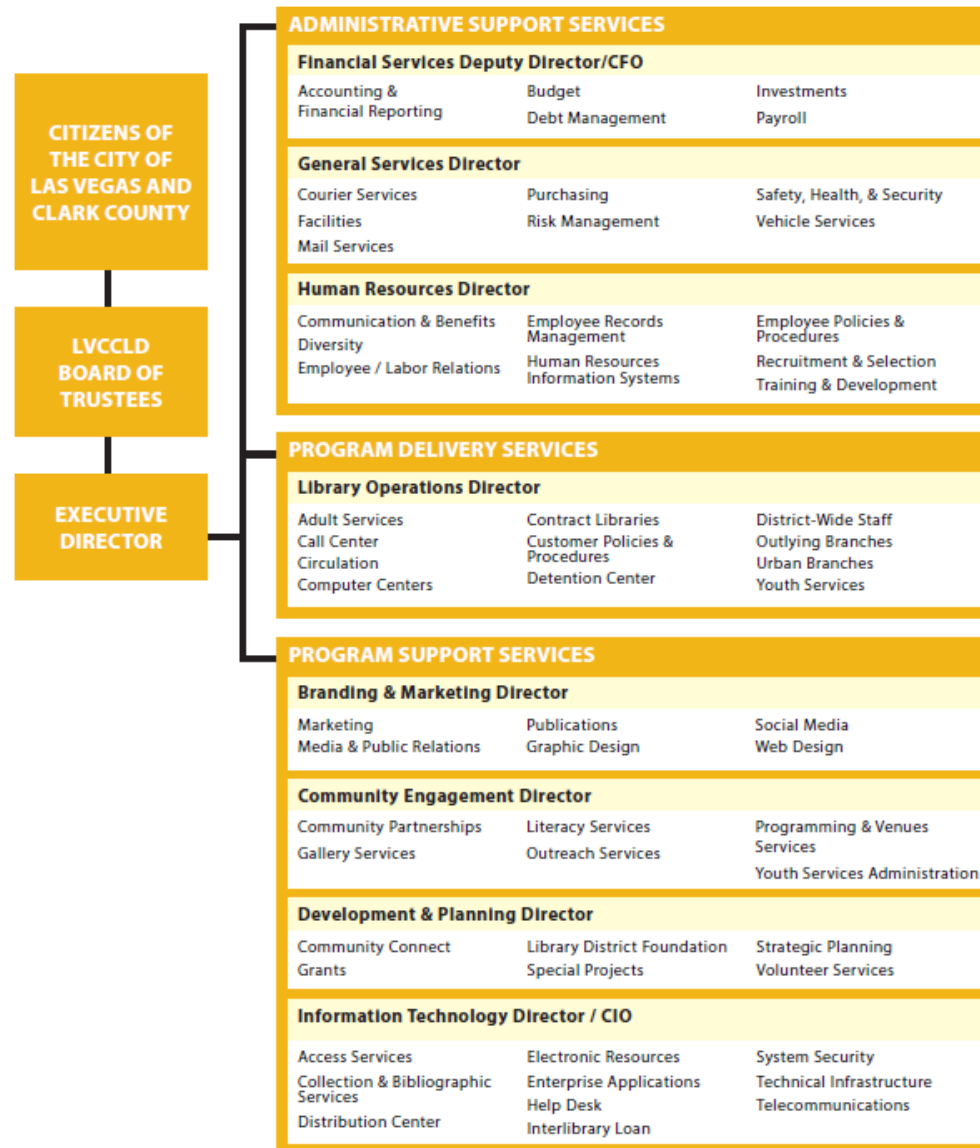 CITIZENS OF
THE CITY OF
LAS VEGAS AND
CLARK COUNTY
LVCCLD
BOARD OF
TRUSTEES
EXECUTIVE
DIRECTOR
ADMINISTRATIVE SUPPORT SERVICES
Financial Services Deputy Director/CFO
Accounting &
Financial Reporting
Budget
Debt Management
Investments
Payroll
General Services Director
Courier Services
Facilities
Mail Services
Purchasing
Risk Management
Safety, Health, & Security
Vehicle Services
Human Resources Director
Communication & Benefits
Diversity
Employee / Labor Relations
Employee Records
Management
Human Resources
Information Systems
Employee Policies &
Procedures
Recruitment & Selection
Training & Development
PROGRAM DELIVERY SERVICES
Library Operations Director
Adult Services
Call Center
Circulation
Computer Centers
Contract Libraries
Customer Policies &
Procedures
Detention Center
District-Wide Staff
Outlying Branches
Urban Branches
Youth Services
PROGRAM SUPPORT SERVICES
Branding & Marketing Director
Marketing
Media & Public Relations
Publications
Graphic Design
Social Media
Web Design
Community Engagement Director
Community Partnerships
Gallery Services
Literacy Services
Outreach Services
Programming & Venues
Services
Youth Services Administration
Development & Planning Director
Community Connect
Grants
Library District Foundation
Special Projects
Strategic Planning
Volunteer Services
Information Technology Director / CIO
Access Services
Collection & Bibliographic
Services
Distribution Center
Electronic Resources
Enterprise Applications
Help Desk
Interlibrary Loan
System Security
Technical Infrastructure
Telecommunications